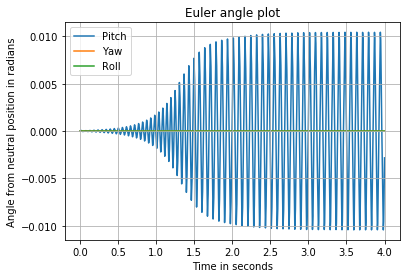 Euler angle plot
Angle from neutral position in radians
0.010
0.005
0.000
−0.005
−0.010
Pitch
Yaw
Roll
0.0 0.5 1.0 1.5 2.0 2.5 3.0 3.5 4.0
Time in seconds